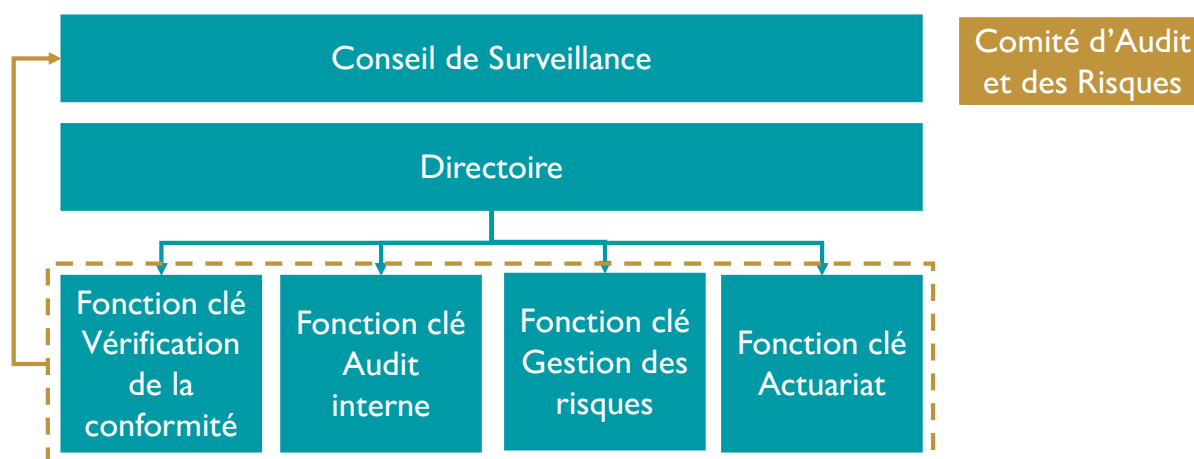 Conseil de Surveillance
Comité d’Audit
et des Risques
Directoire
Fonction clé
Vérification
de la
conformité
Fonction clé
Audit
interne
Fonction clé
Gestion des
risques
Fonction clé
Actuariat